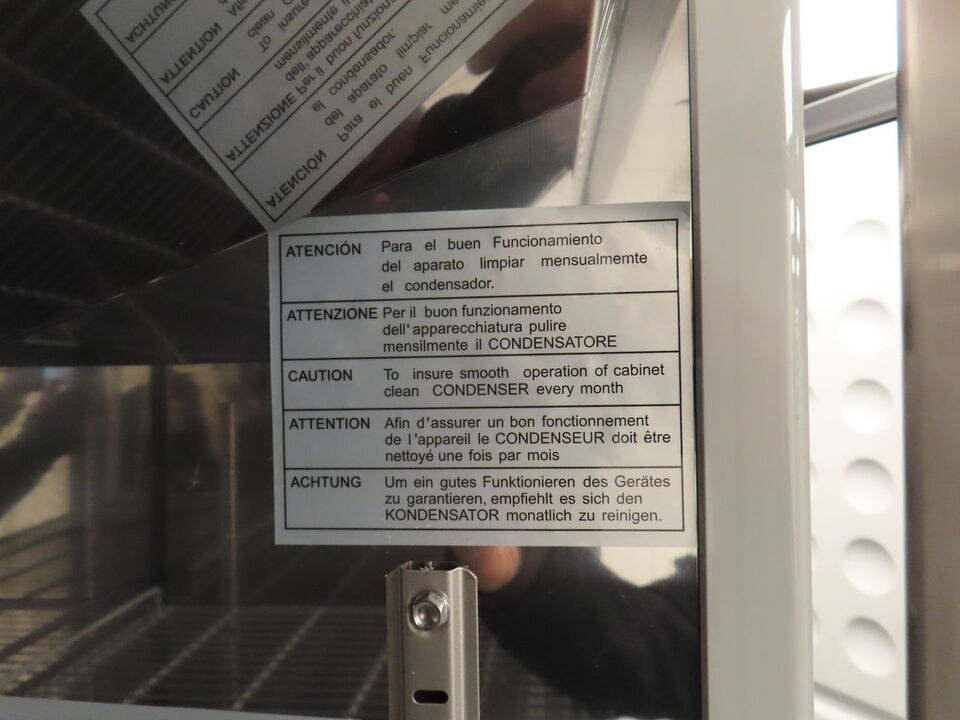 ATENCIÓN Para el buen Funcionamiento
del aparato limpiar mensualmemte
el condensador.
ATTENZIONE Per il buon funzionamento
dell'apparecchiatura pulire
mensilmente il CONDENSATORE
CAUTION To insure smooth operation of cabinet
clean CONDENSER every month
ATTENTION Afin d'assurer un bon fonctionnement
de l'appareil le CONDENSEUR doit être
nettoyé une fois par mois
ACHTUNG Um ein gutes Funktionieren des Gerätes
zu garantieren, empfiehlt es sich den
KONDENSATOR monatlich zu reinigen.